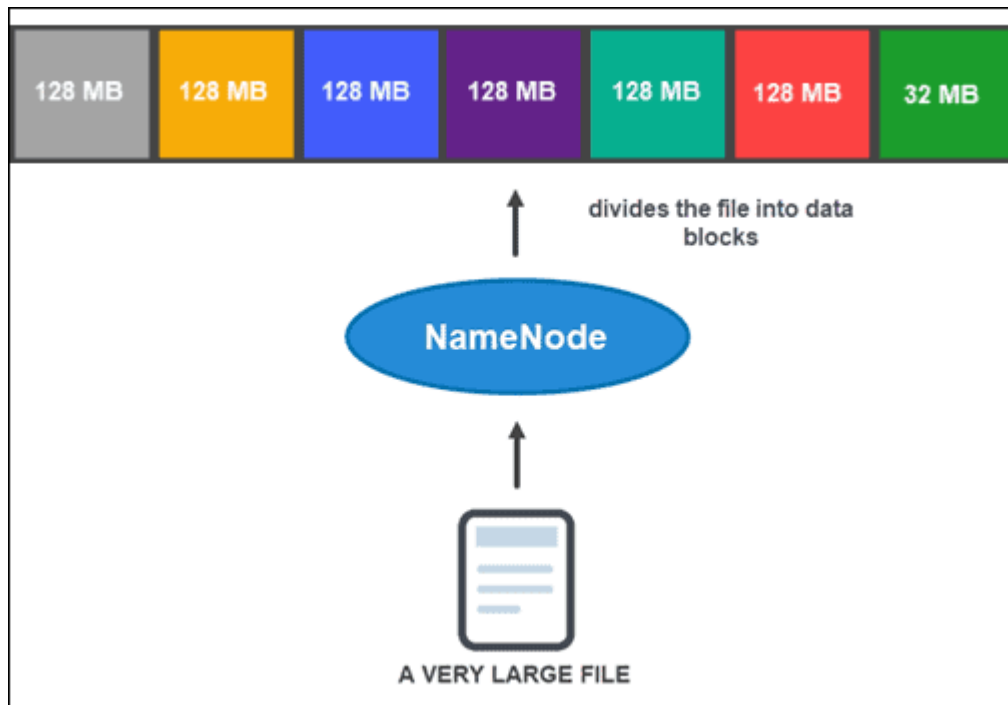 128 MB 128 MB 128 MB 128 MB 128 MB 128 MB 32 MB
divides the file into data
blocks
NameNode
A VERY LARGE FILE